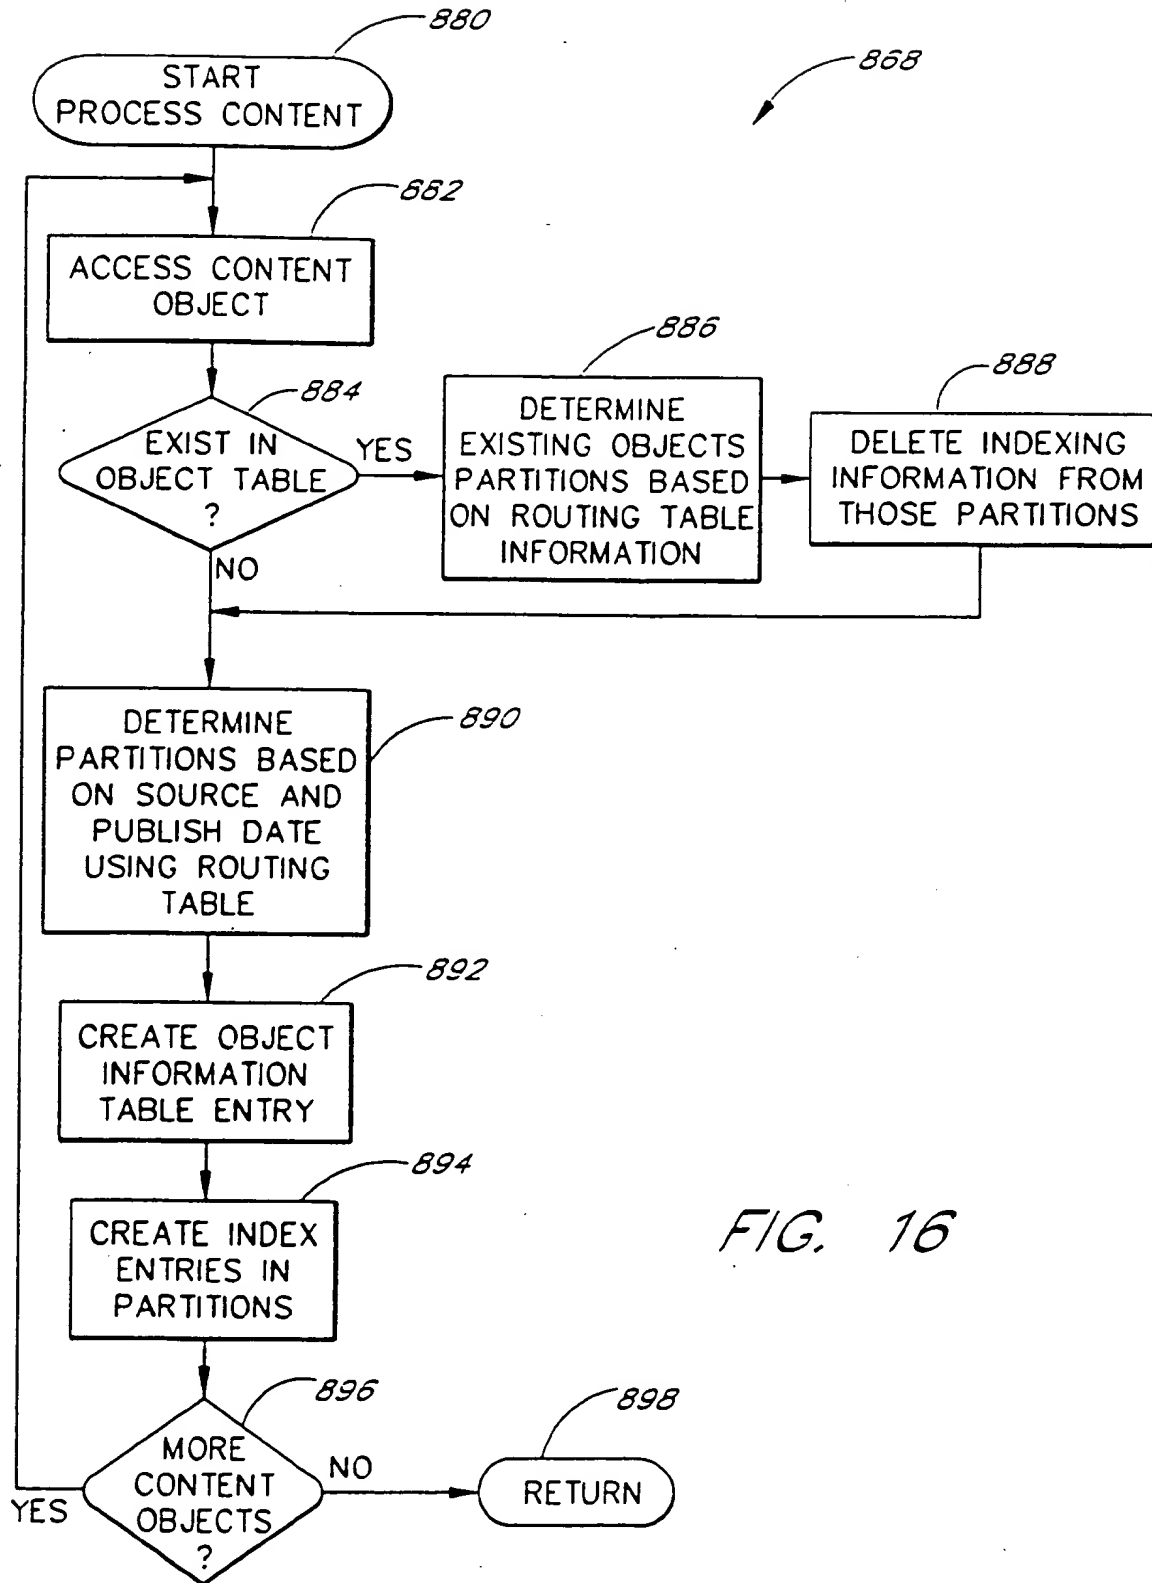 880
START
PROCESS CONTENT
868
882
ACCESS CONTENT
OBJECT
884
EXIST IN
OBJECT TABLE
?
YES
886
DETERMINE
EXISTING OBJECTS
PARTITIONS BASED
ON ROUTING TABLE
INFORMATION
888
DELETE INDEXING
INFORMATION FROM
THOSE PARTITIONS
NO
890
DETERMINE
PARTITIONS BASED
ON SOURCE AND
PUBLISH DATE
USING ROUTING
TABLE
892
CREATE OBJECT
INFORMATION
TABLE ENTRY
894
CREATE INDEX
ENTRIES IN
PARTITIONS
FIG. 16
896
MORE
CONTENT
OBJECTS
?
YES
NO
898
RETURN